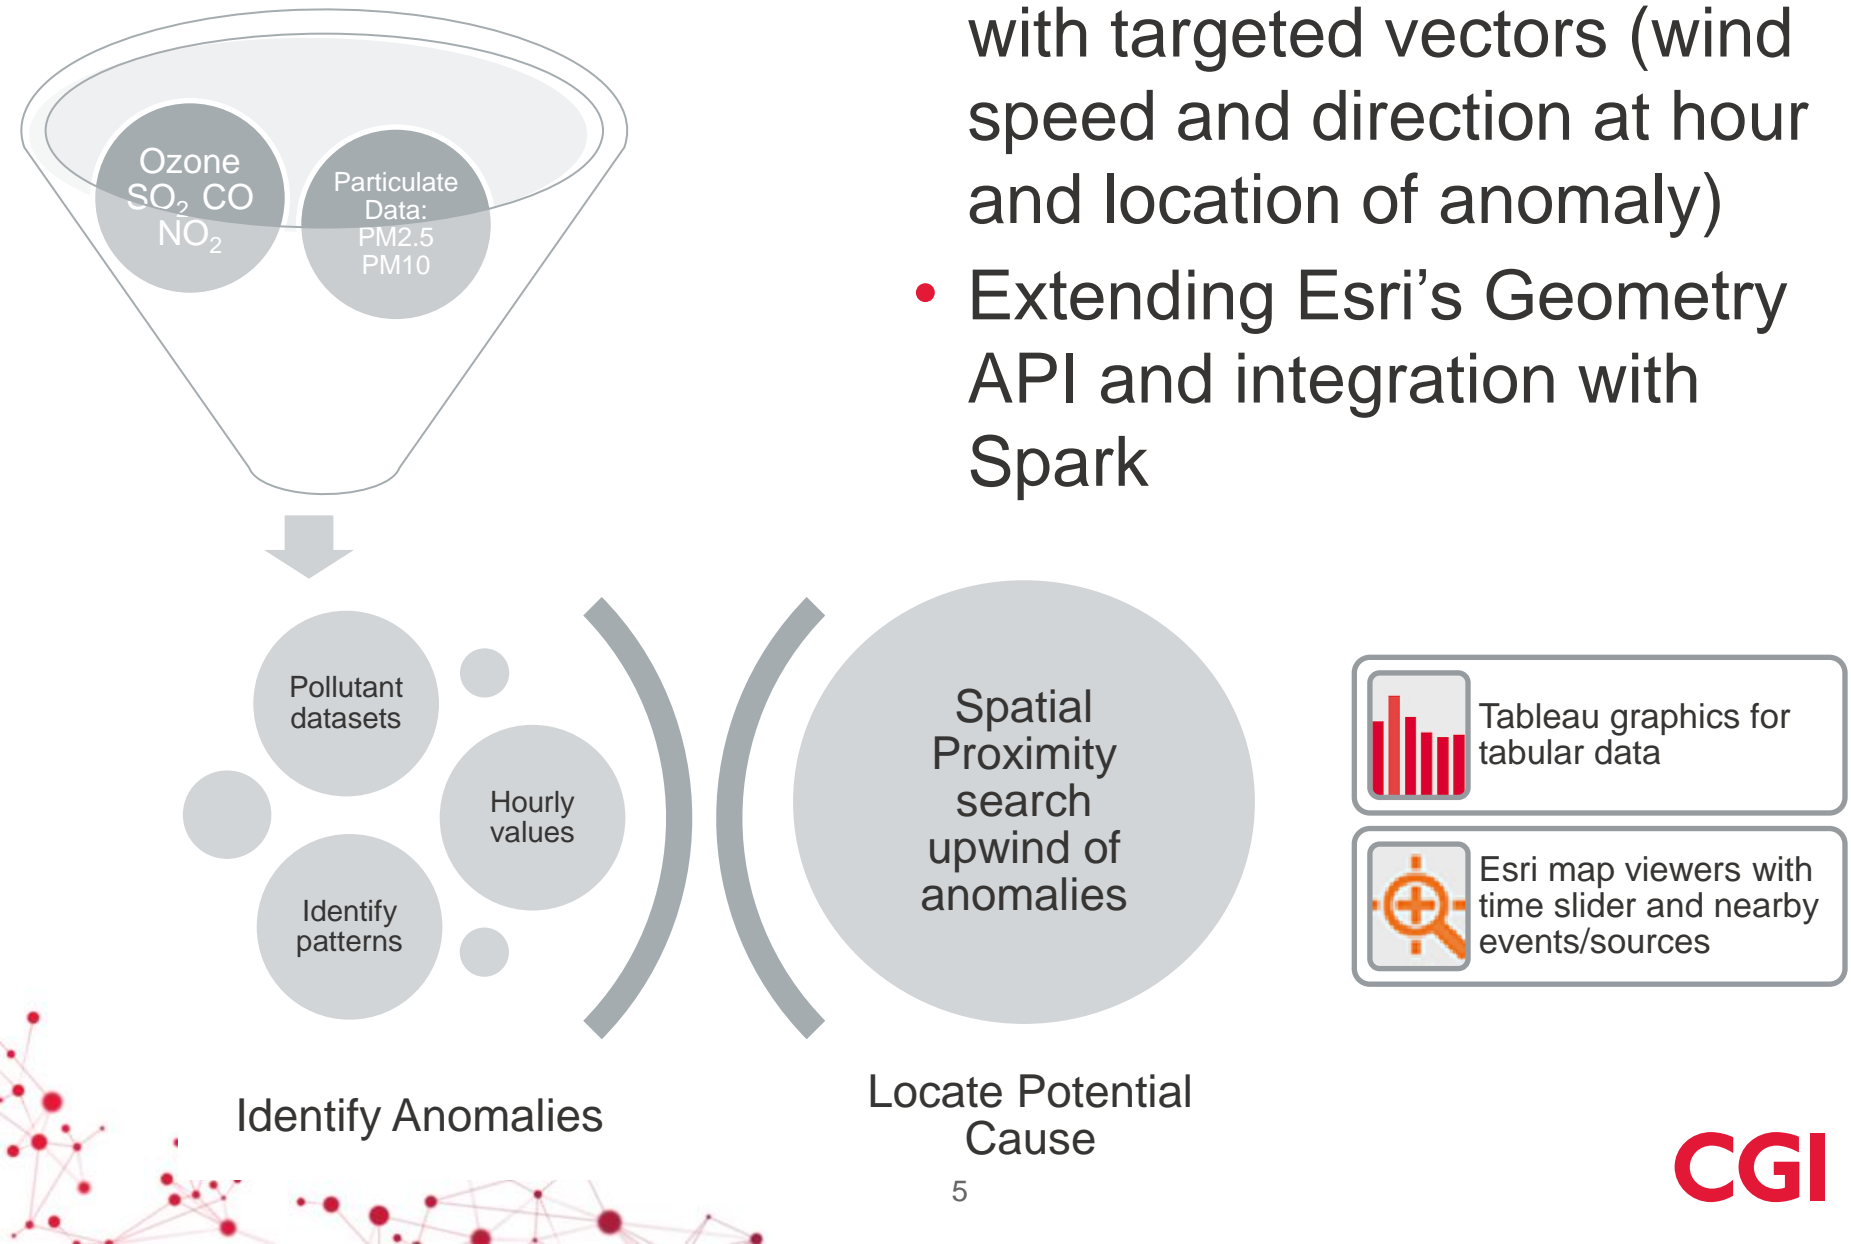 with targeted vectors (wind
speed and direction at hour
and location of anomaly)
• Extending Esri’s Geometry
API and integration with
Spark
Ozone
SO₂ CO
NO₂
Particulate
Data:
PM2.5
PM10
Pollutant
datasets
Hourly
values
Identify
patterns
Identify Anomalies
Spatial
Proximity
search
upwind of
anomalies
Locate Potential
Cause
Tableau graphics for
tabular data
Esri map viewers with
time slider and nearby
events/sources
5
CGI